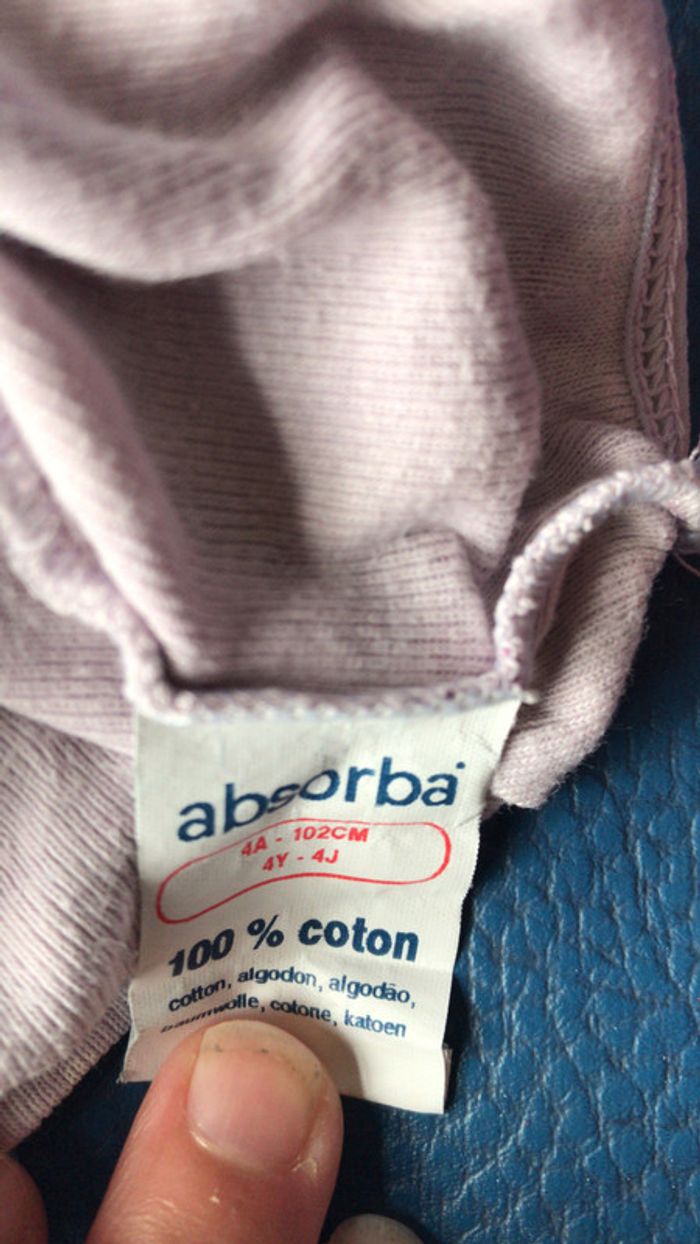 absorba
4A - 102CM
4Y - 4J
100 % coton
cotton, algodon, algodão,
baumwolle, cotone, katoen